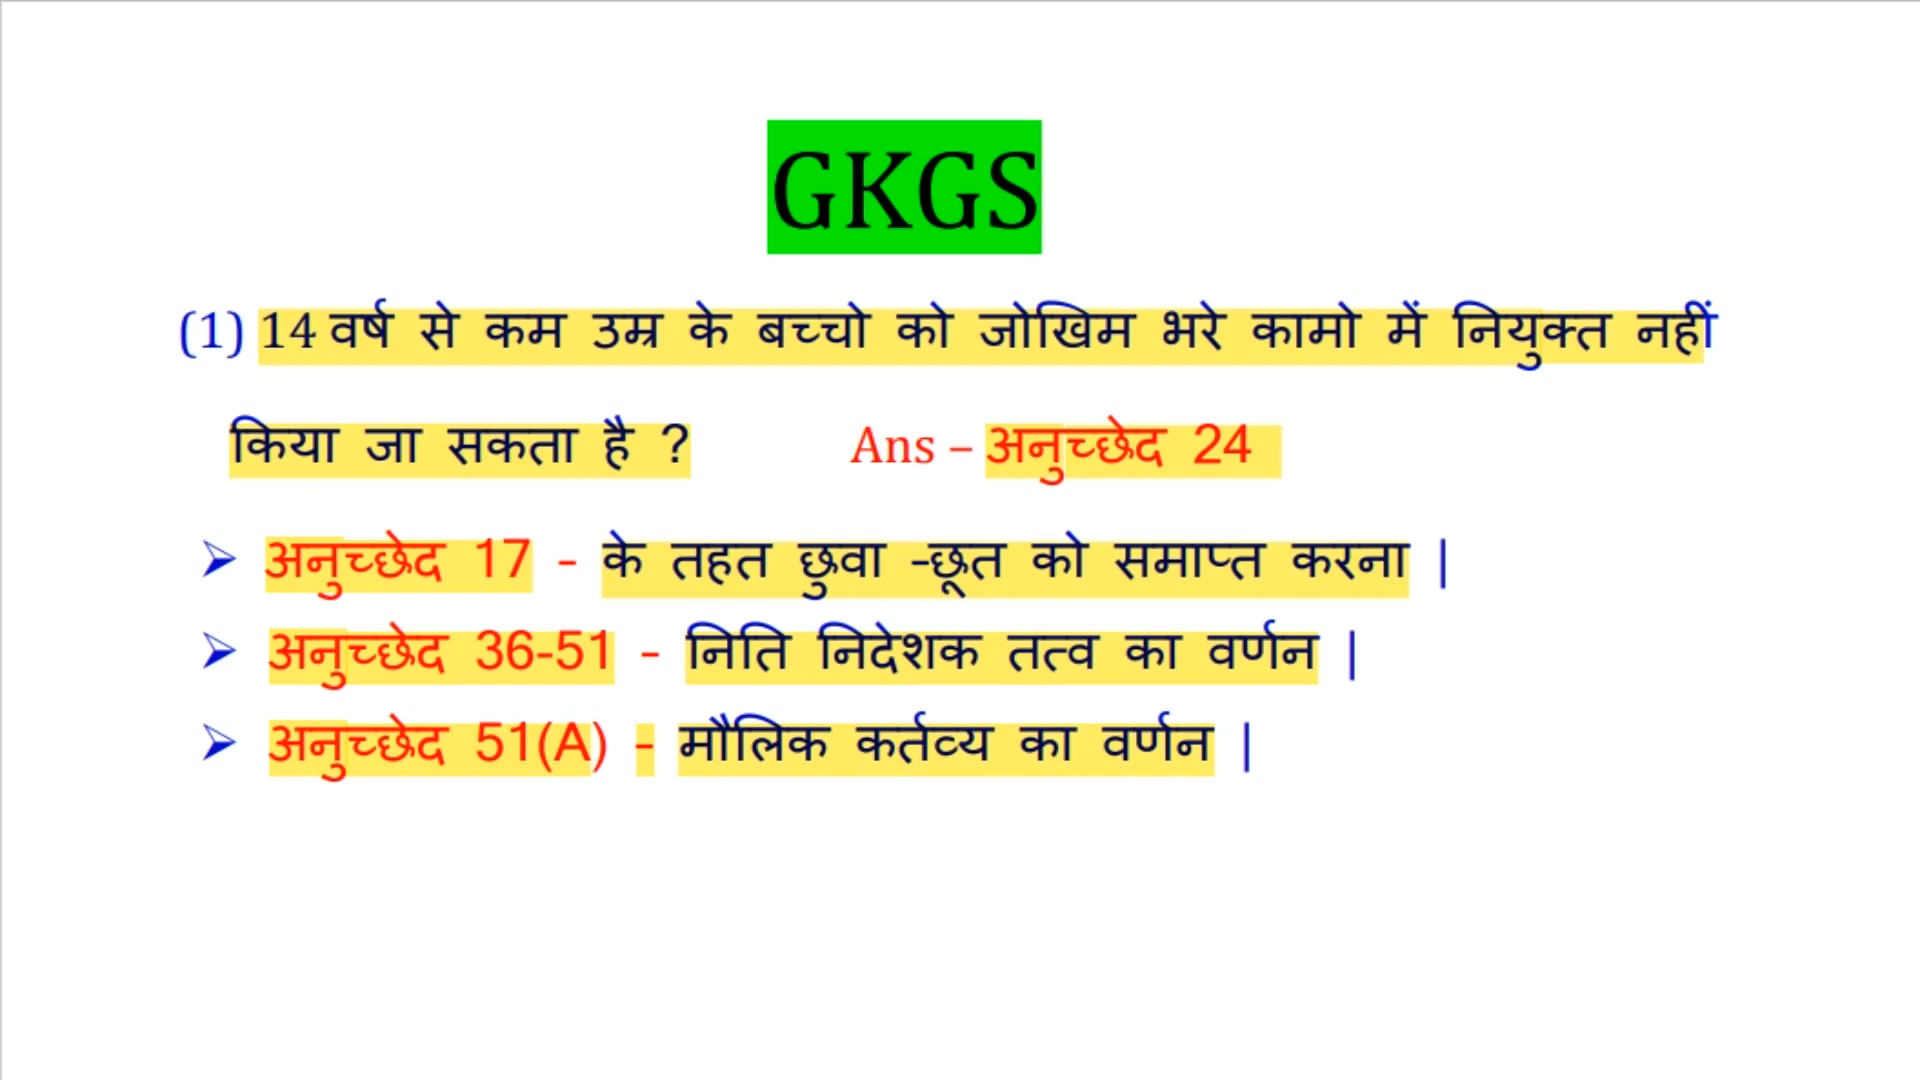 GKGS
(1) 14 वर्ष से कम उम्र के बच्चो को जोखिम भरे कामो में नियुक्त नहीं
किया जा सकता है ? Ans – अनुच्छेद 24
➢ अनुच्छेद 17 - के तहत छुवा -छूत को समाप्त करना |
➢ अनुच्छेद 36-51 - निति निदेशक तत्व का वर्णन |
➢ अनुच्छेद 51(A) - मौलिक कर्तव्य का वर्णन |